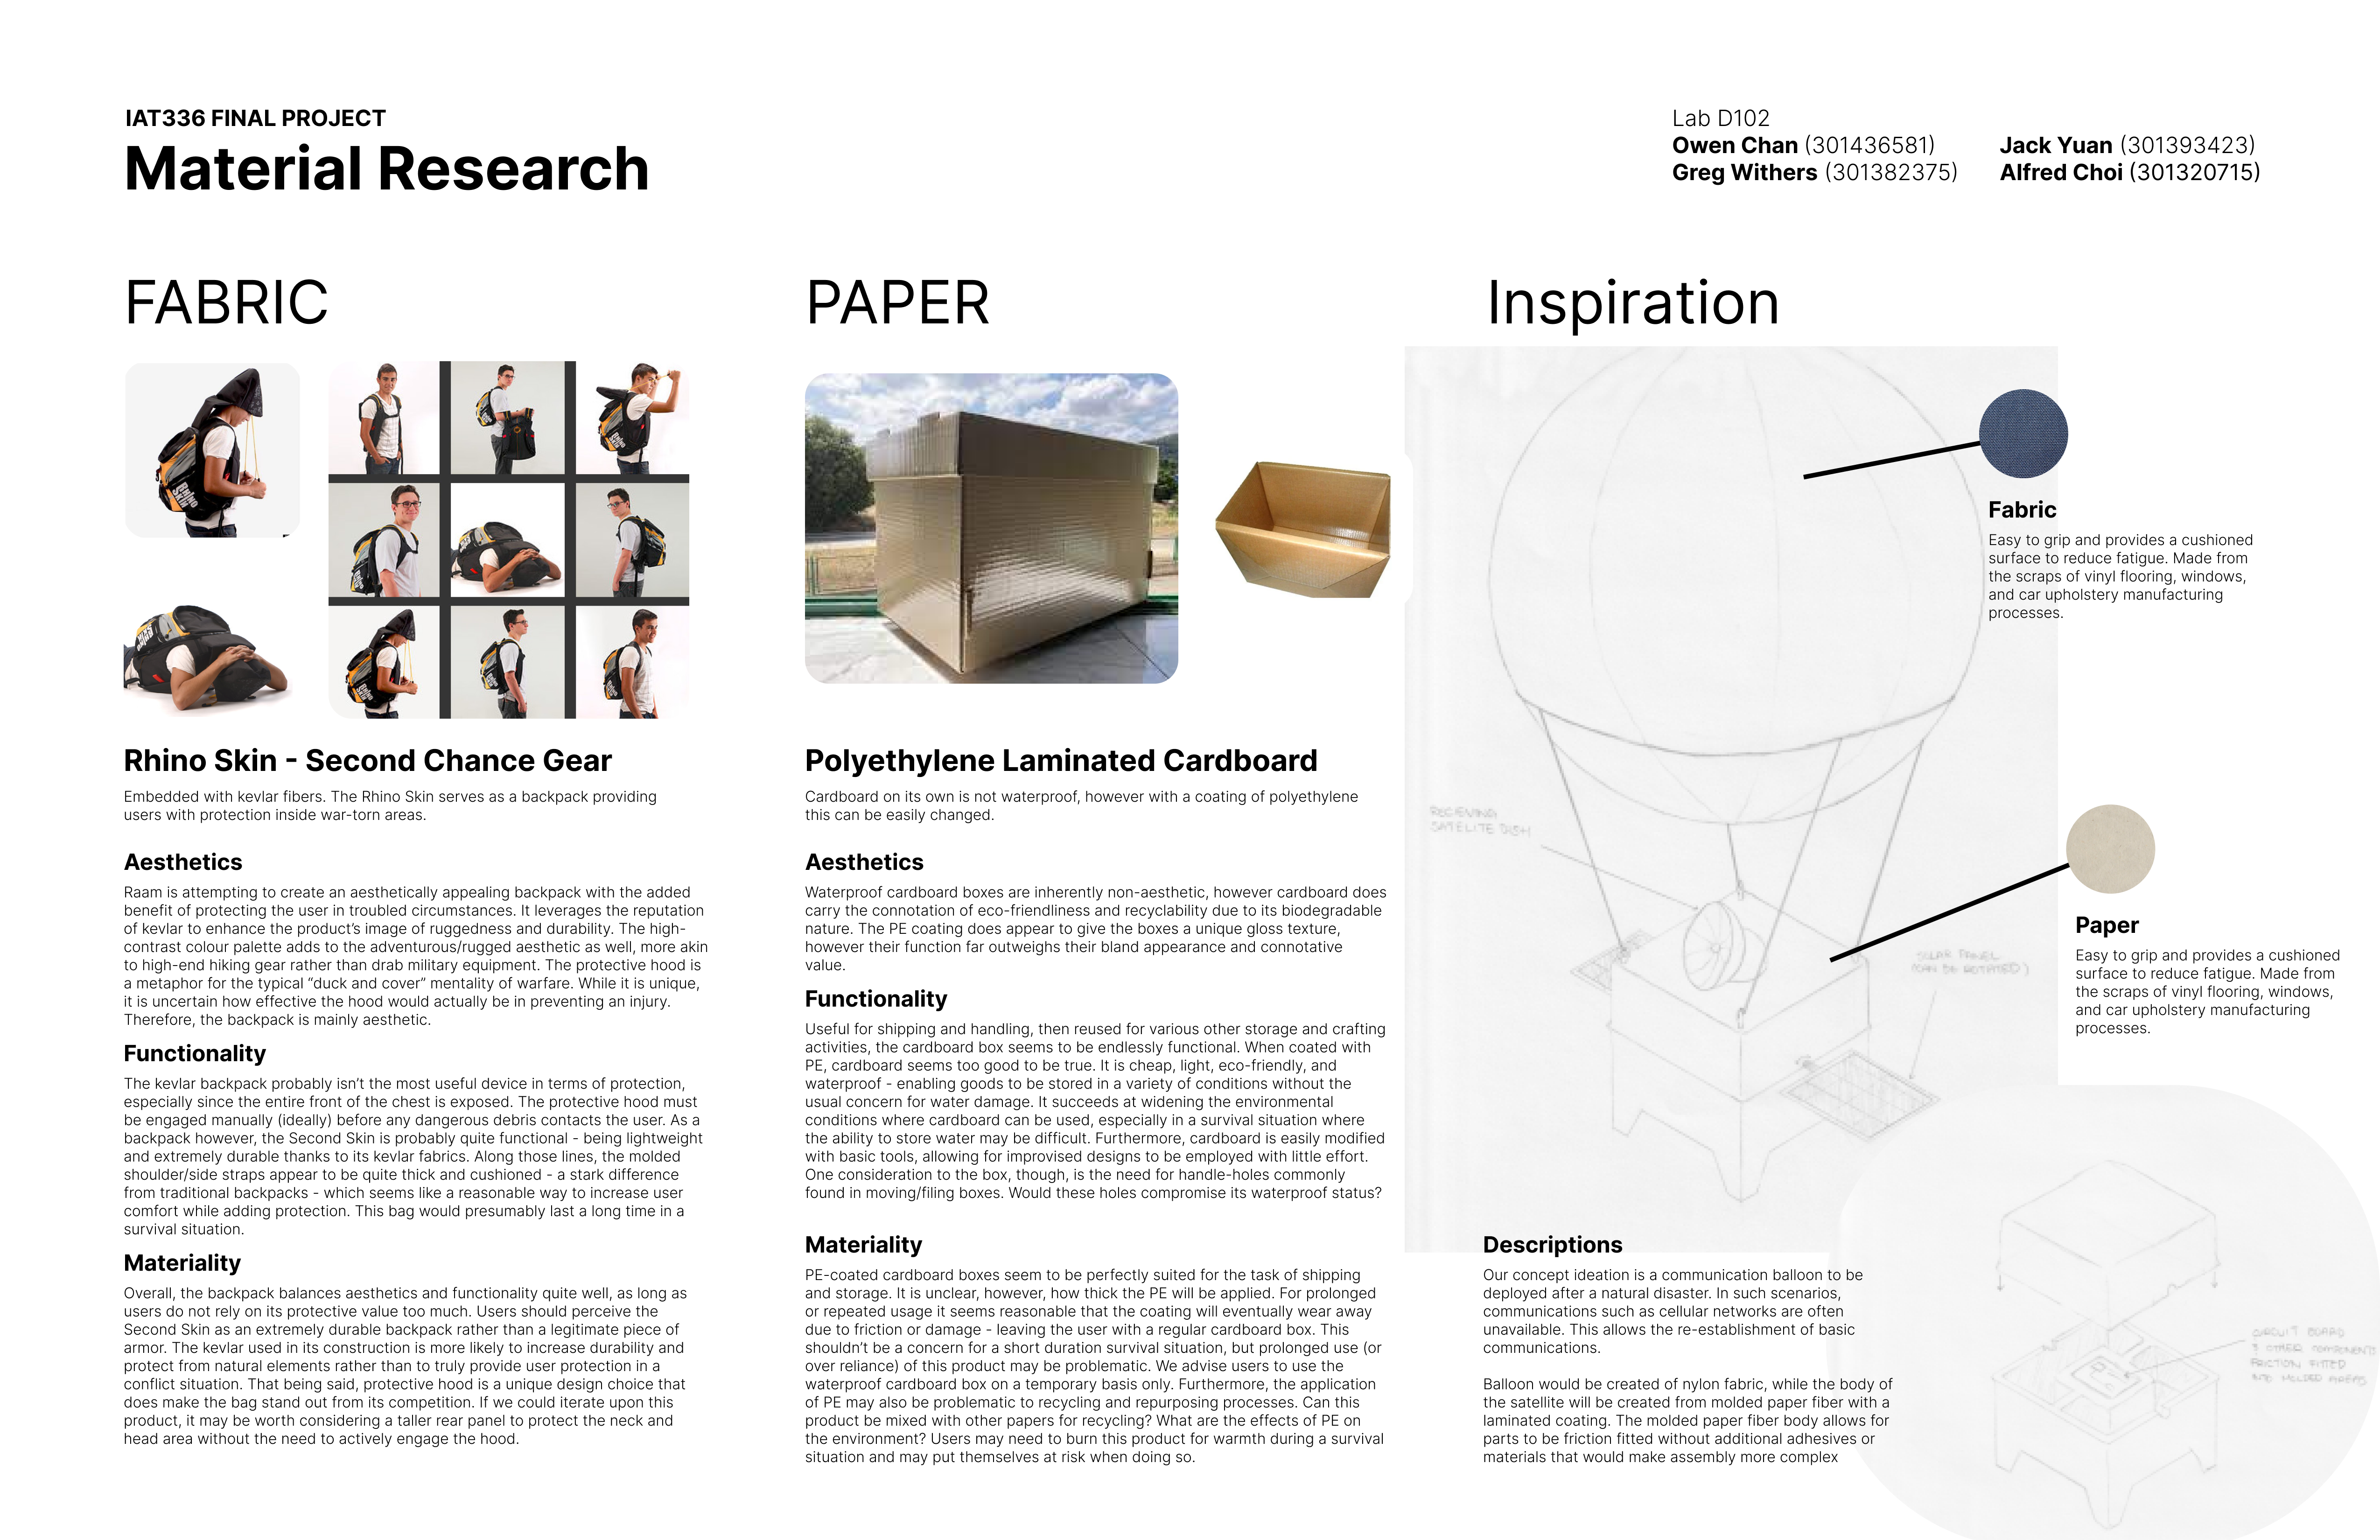 IAT336 FINAL PROJECT
Material Research
Lab D102
Owen Chan (301436581)
Greg Withers (301382375)
Jack Yuan (301393423)
Alfred Choi (301320715)
FABRIC
Rhino Skin - Second Chance Gear
Embedded with kevlar fibers. The Rhino Skin serves as a backpack providing
users with protection inside war-torn areas.
Aesthetics
Raam is attempting to create an aesthetically appealing backpack with the added
benefit of protecting the user in troubled circumstances. It leverages the reputation
of kevlar to enhance the product's image of ruggedness and durability. The high-
contrast colour palette adds to the adventurous/rugged aesthetic as well, more akin
to high-end hiking gear rather than drab military equipment. The protective hood is
a metaphor for the typical “duck and cover” mentality of warfare. While it is unique,
it is uncertain how effective the hood would actually be in preventing an injury.
Therefore, the backpack is mainly aesthetic.
Functionality
The kevlar backpack probably isn’t the most useful device in terms of protection,
especially since the entire front of the chest is exposed. The protective hood must
be engaged manually (ideally) before any dangerous debris contacts the user. As a
backpack however, the Second Skin is probably quite functional - being lightweight
and extremely durable thanks to its kevlar fabrics. Along those lines, the molded
shoulder/side straps appear to be quite thick and cushioned - a stark difference
from traditional backpacks - which seems like a reasonable way to increase user
comfort while adding protection. This bag would presumably last a long time in a
survival situation.
Materiality
Overall, the backpack balances aesthetics and functionality quite well, as long as
users do not rely on its protective value too much. Users should perceive the
Second Skin as an extremely durable backpack rather than a legitimate piece of
armor. The kevlar used in its construction is more likely to increase durability and
protect from natural elements rather than to truly provide user protection in a
conflict situation. That being said, protective hood is a unique design choice that
does make the bag stand out from its competition. If we could iterate upon this
product, it may be worth considering a taller rear panel to protect the neck and
head area without the need to actively engage the hood.
PAPER
Polyethylene Laminated Cardboard
Cardboard on its own is not waterproof, however with a coating of polyethylene
this can be easily changed.
Aesthetics
Waterproof cardboard boxes are inherently non-aesthetic, however cardboard does
carry the connotation of eco-friendliness and recyclability due to its biodegradable
nature. The PE coating does appear to give the boxes a unique gloss texture,
however their function far outweighs their bland appearance and connotative
value.
Functionality
Useful for shipping and handling, then reused for various other storage and crafting
activities, the cardboard box seems to be endlessly functional. When coated with
PE, cardboard seems too good to be true. It is cheap, light, eco-friendly, and
waterproof - enabling goods to be stored in a variety of conditions without the
usual concern for water damage. It succeeds at widening the environmental
conditions where cardboard can be used, especially in a survival situation where
the ability to store water may be difficult. Furthermore, cardboard is easily modified
with basic tools, allowing for improvised designs to be employed with little effort.
One consideration to the box, though, is the need for handle-holes commonly
found in moving/filing boxes. Would these holes compromise its waterproof status?
Materiality
PE-coated cardboard boxes seem to be perfectly suited for the task of shipping
and storage. It is unclear, however, how thick the PE will be applied. For prolonged
or repeated usage it seems reasonable that the coating will eventually wear away
due to friction or damage - leaving the user with a regular cardboard box. This
shouldn’t be a concern for a short duration survival situation, but prolonged use (or
over reliance) of this product may be problematic. We advise users to use the
waterproof cardboard box on a temporary basis only. Furthermore, the application
of PE may also be problematic to recycling and repurposing processes. Can this
product be mixed with other papers for recycling? What are the effects of PE on
the environment? Users may need to burn this product for warmth during a survival
situation and may put themselves at risk when doing so.
Inspiration
Fabric
Easy to grip and provides a cushioned
surface to reduce fatigue. Made from
the scraps of vinyl flooring, windows,
and car upholstery manufacturing
processes.
RECIEVING
SATELITE DISH
Paper
Easy to grip and provides a cushioned
surface to reduce fatigue. Made from
the scraps of vinyl flooring, windows,
and car upholstery manufacturing
processes.
SOLAR PANEL
(CAN BE ROTATED)
Descriptions
Our concept ideation is a communication balloon to be
deployed after a natural disaster. In such scenarios,
communications such as cellular networks are often
unavailable. This allows the re-establishment of basic
communications.
Balloon would be created of nylon fabric, while the body of
the satellite will be created from molded paper fiber with a
laminated coating. The molded paper fiber body allows for
parts to be friction fitted without additional adhesives or
materials that would make assembly more complex
CIRCUIT BOARD
& OTHER COMPONENTS
FRICTION FITTED
INTO MOLDED AREAS